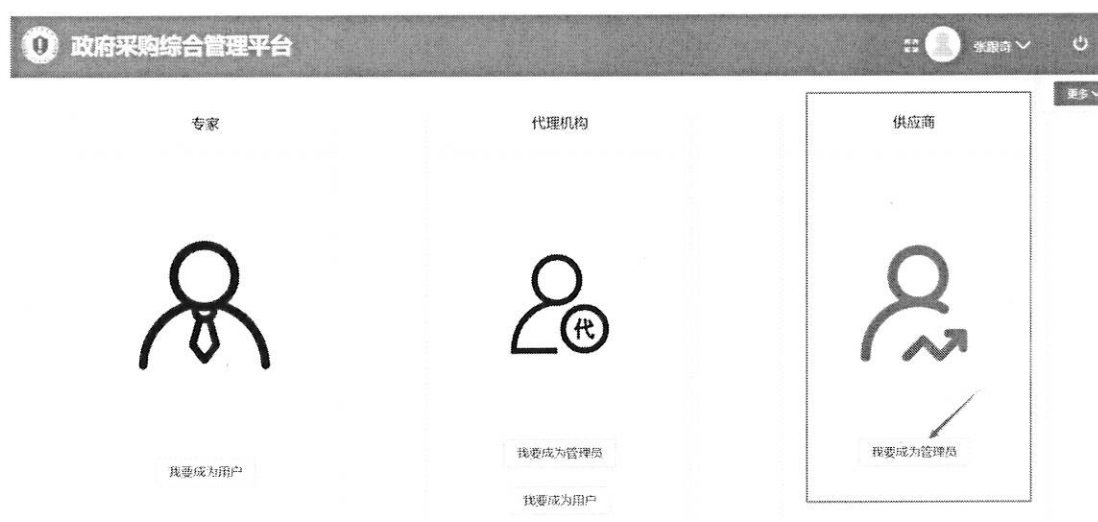 政府采购综合管理平台
张跟奇
更多
专家
代理机构
供应商
代
我要成为管理员
我要成为管理员
我要成为用户
我要成为用户